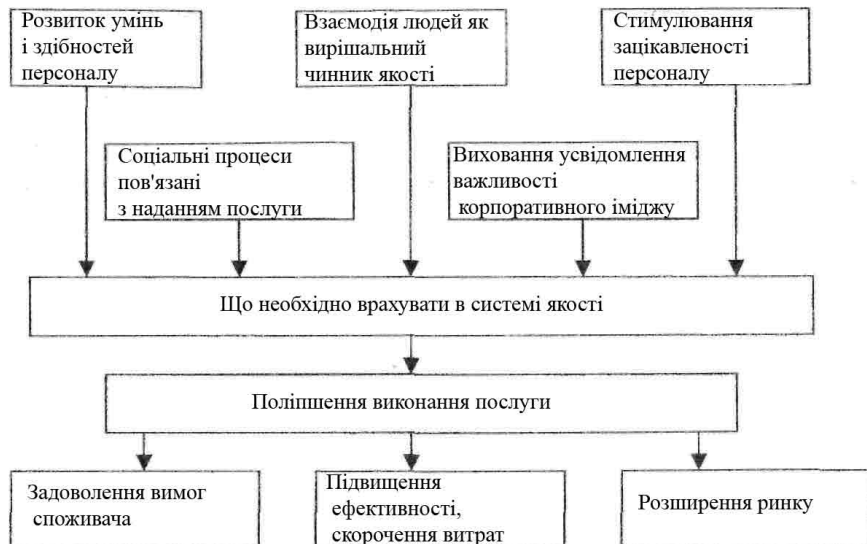 Розвиток умінь
і здібностей
персоналу
Взаємодія людей як
вирішальний
чинник якості
Стимулювання
зацікавленості
персоналу
Соціальні процеси
пов'язані
з наданням послуги
Виховання усвідомлення
важливості
корпоративного іміджу
Що необхідно врахувати в системі якості
Поліпшення виконання послуги
Задоволення вимог
споживача
Підвищення
ефективності,
скорочення витрат
Розширення ринку